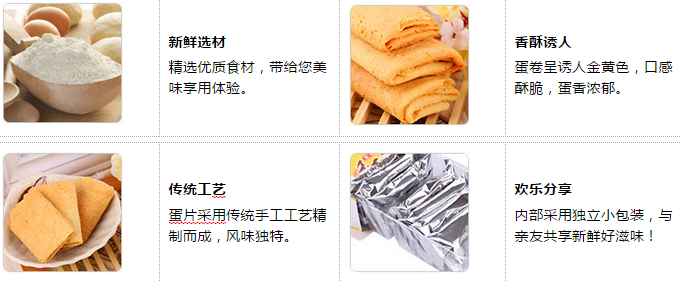 新鲜选材
精选优质食材，带给您美
味享用体验。
香酥诱人
蛋卷呈诱人金黄色，口感
酥脆，蛋香浓郁。
传统工艺
蛋片采用传统手工工艺精
制而成，风味独特。
欢乐分享
内部采用独立小包装，与
亲友共享新鲜好滋味！